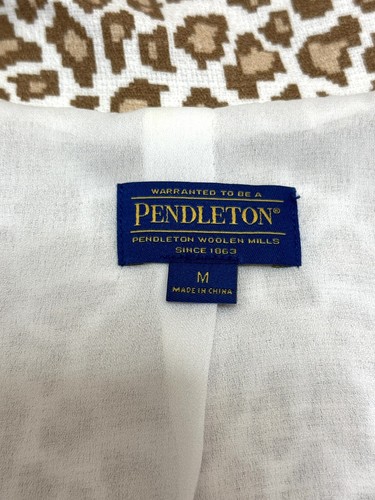 WARRANTED TO BE A
PENDLETON®
PENDLETON WOOLEN MILLS
SINCE 1863
M
MADE IN CHINA